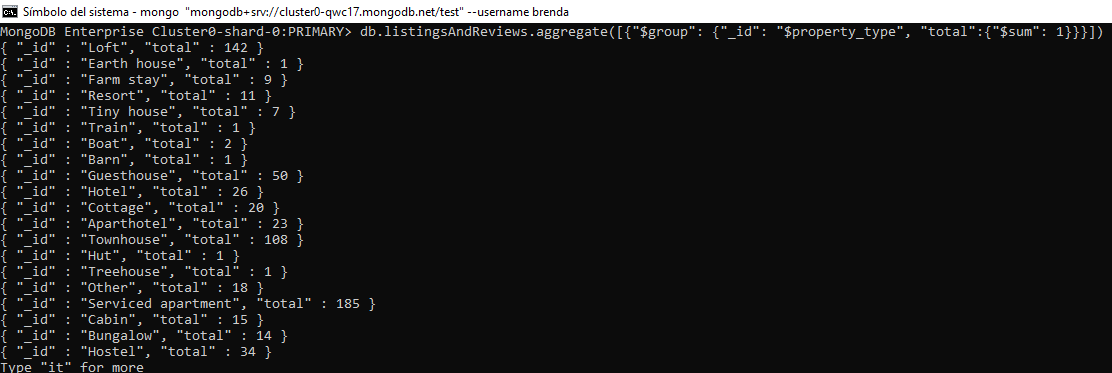 Símbolo del sistema - mongo "mongodb+srv://cluster0-qwc17.mongodb.net/test" --username brenda
MongoDB Enterprise Cluster0-shard-0:PRIMARY> db.listingsAndReviews.aggregate([{"$group": {"_id": "$property_type", "total":{"$sum": 1}}}])
{ "_id" : "Loft", "total" : 142 }
{ "_id" : "Earth house", "total" : 1 }
{ "_id" : "Farm stay", "total" : 9 }
{ "_id" : "Resort", "total" : 11 }
{ "_id" : "Tiny house", "total" : 7 }
{ "_id" : "Train", "total" : 1 }
{ "_id" : "Boat", "total" : 2 }
{ "_id" : "Barn", "total" : 1 }
{ "_id" : "Guesthouse", "total" : 50 }
{ "_id" : "Hotel", "total" : 26 }
{ "_id" : "Cottage", "total" : 20 }
{ "_id" : "Aparthotel", "total" : 23 }
{ "_id" : "Townhouse", "total" : 108 }
{ "_id" : "Hut", "total" : 1 }
{ "_id" : "Treehouse", "total" : 1 }
{ "_id" : "Other", "total" : 18 }
{ "_id" : "Serviced apartment", "total" : 185 }
{ "_id" : "Cabin", "total" : 15 }
{ "_id" : "Bungalow", "total" : 14 }
{ "_id" : "Hostel", "total" : 34 }
Type "it" for more